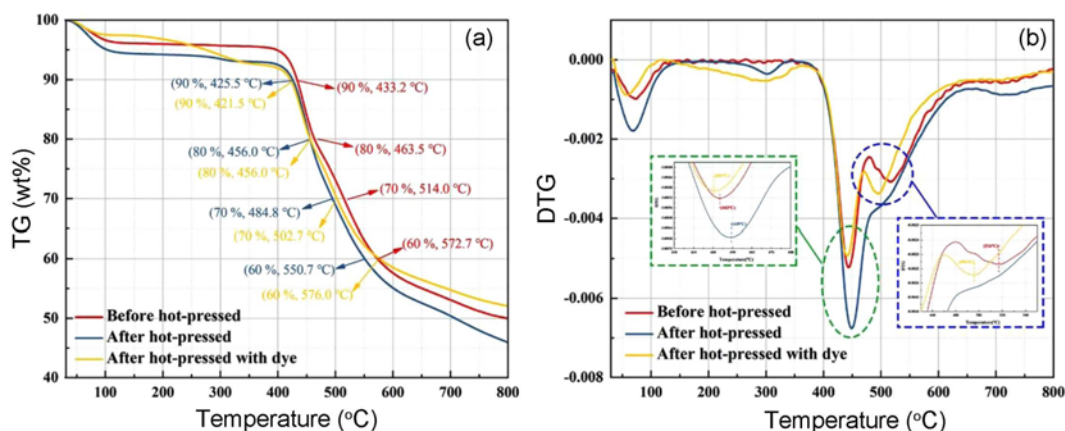 (a)
100
90
80
70
60
50
40
TG (wt%)
(90 %, 425.5 °C)
(90 %, 421.5 °C)
(90 %, 433.2 °C)
(80 %, 456.0 °C)
(80 %, 456.0 °C)
(80 %, 463.5 °C)
(70 %, 484.8 °C)
(70 %, 502.7 °C)
(70 %, 514.0 °C)
(60 %, 550.7 °C)
(60 %, 576.0 °C)
(60 %, 572.7 °C)
Before hot-pressed
After hot-pressed
After hot-pressed with dye
100 200 300 400 500 600 700 800
Temperature (°C)
(b)
0.000
-0.002
-0.004
-0.006
-0.008
DTG
Temperature(°C)
Temperature(°C)
Before hot-pressed
After hot-pressed
After hot-pressed with dye
100 200 300 400 500 600 700 800
Temperature (°C)